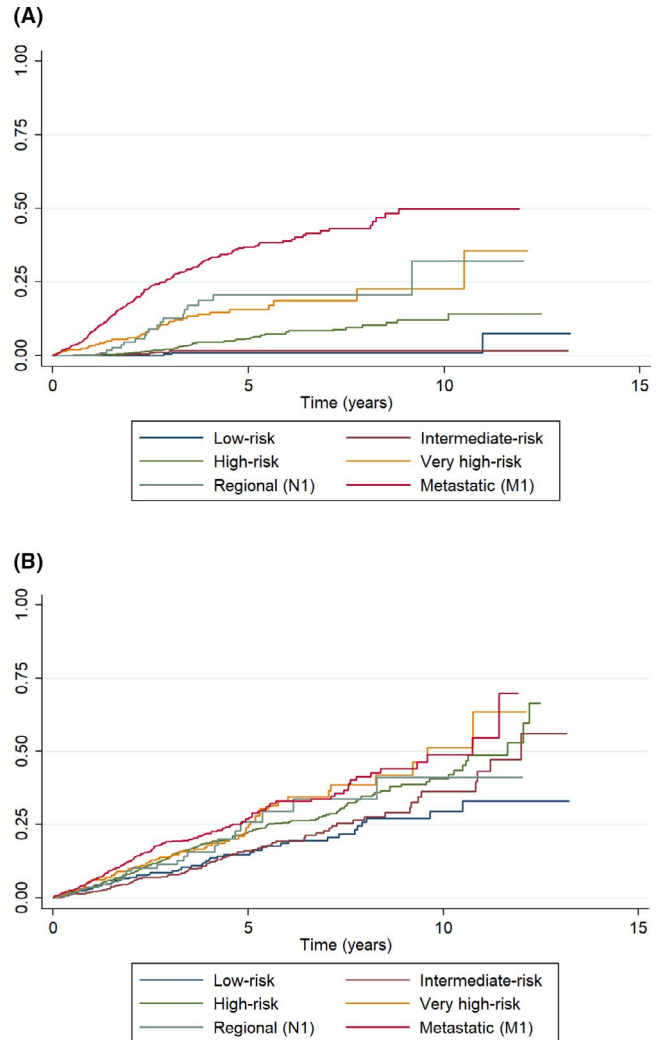 (A)
1.00
0.75
0.50
0.25
0.00
0 5 10 15
Time (years)
Low-risk Intermediate-risk
High-risk Very high-risk
Regional (N1) Metastatic (M1)
(B)
1.00
0.75
0.50
0.25
0.00
0 5 10 15
Time (years)
Low-risk Intermediate-risk
High-risk Very high-risk
Regional (N1) Metastatic (M1)